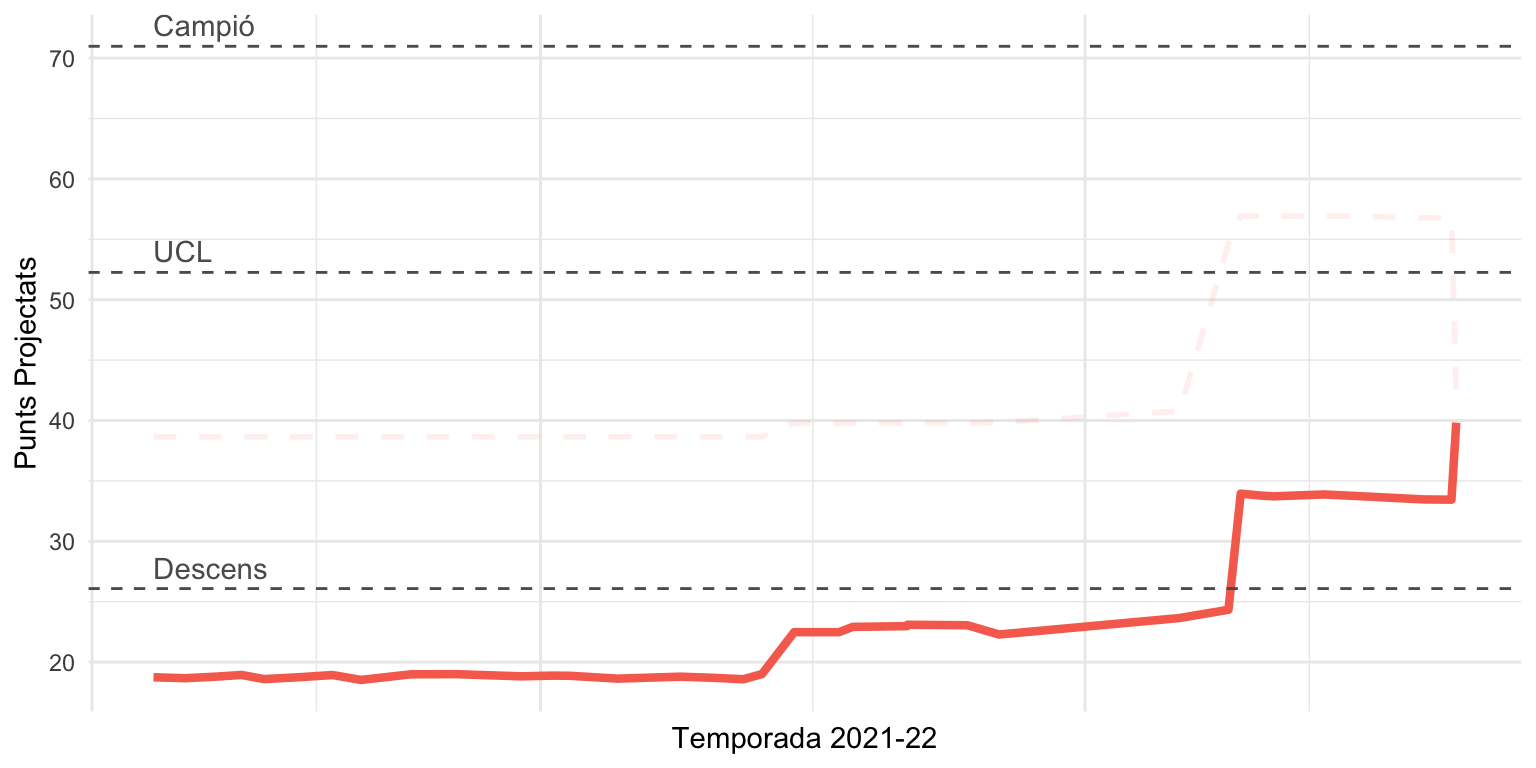 Campió
70
60
UCL
50
Punts Projectats
40
30
Descens
20
Temporada 2021-22